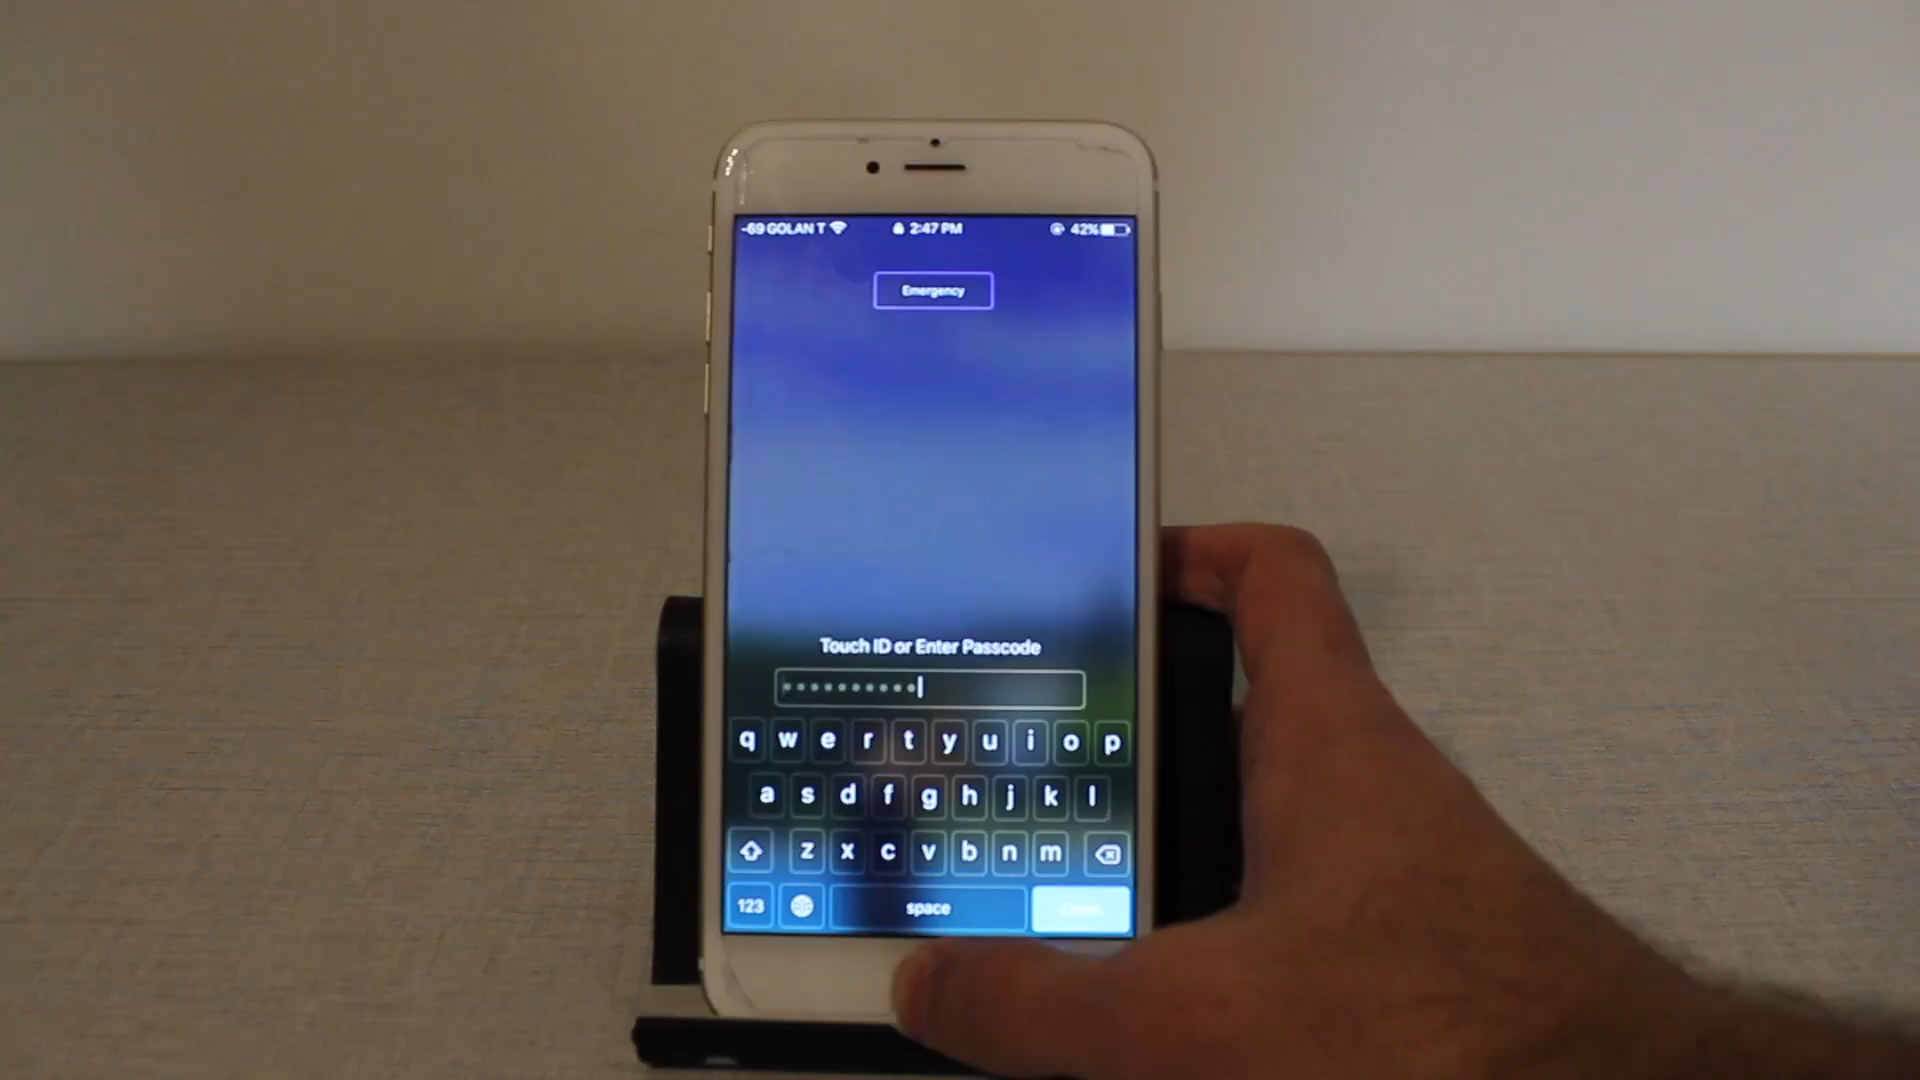 -69 GOLAN T 2:47 PM 42%
Emergency
Touch ID or Enter Passcode
q w e r t y u i o p
a s d f g h j k l
z x c v b n m
123 space